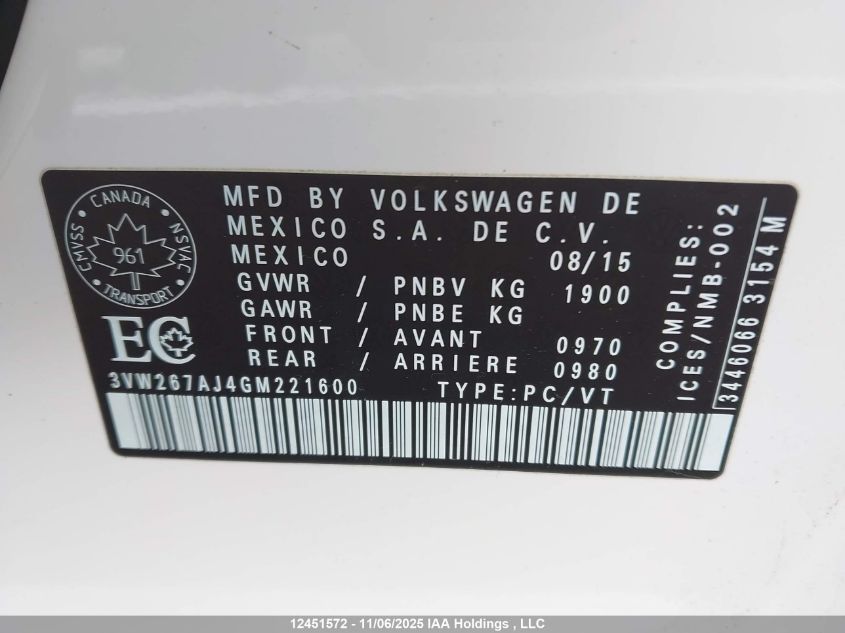 CANADA
CMVSS
NSVAC
961
TRANSPORT
EC
MFD BY VOLKSWAGEN DE
MEXICO S.A. DE C.V.
MEXICO 08/15
GVWR / PNBV KG 1900
GAWR / PNBE KG
FRONT / AVANT 0970
REAR / ARRIERE 0980
3VW267AJ4GM221600 TYPE:PC/VT
COMPLIES:
ICES/NMB-002
3446066 3154 M
12451572 - 11/06/2025 IAA Holdings , LLC